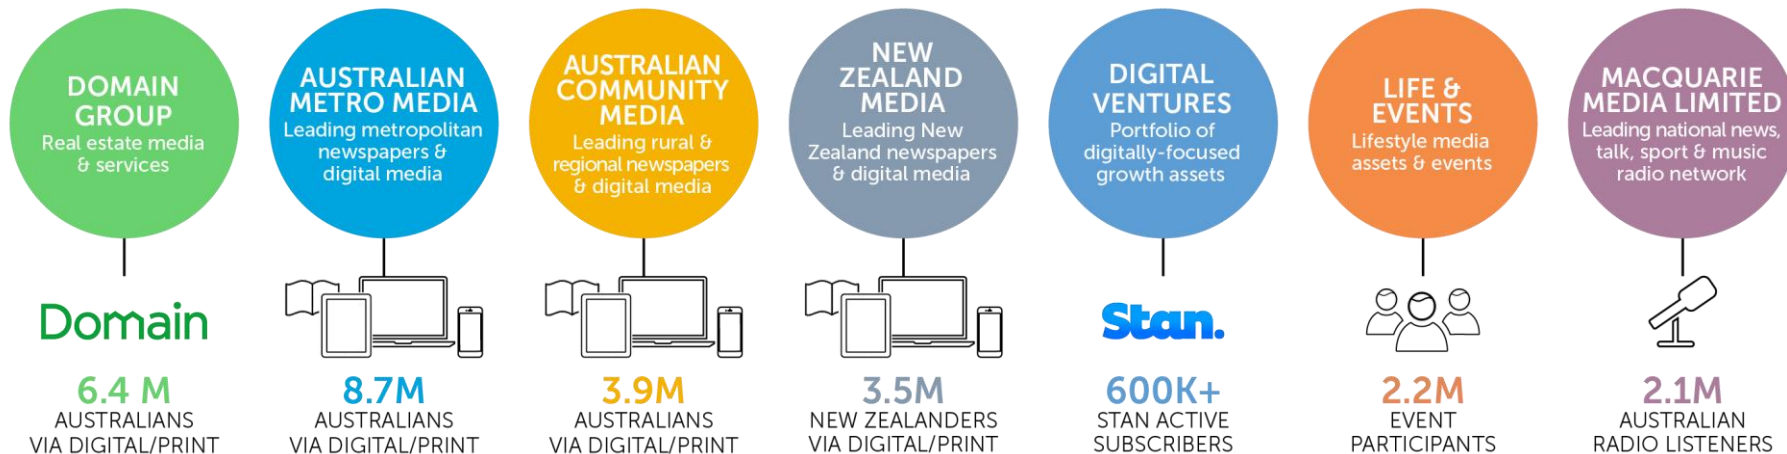 DOMAIN
GROUP
Real estate media
& services
Domain
6.4 M
AUSTRALIANS
VIA DIGITAL/PRINT
AUSTRALIAN
METRO MEDIA
Leading metropolitan
newspapers &
digital media
8.7M
AUSTRALIANS
VIA DIGITAL/PRINT
AUSTRALIAN
COMMUNITY
MEDIA
Leading rural &
regional newspapers
& digital media
3.9M
AUSTRALIANS
VIA DIGITAL/PRINT
NEW
ZEALAND
MEDIA
Leading New
Zealand newspapers
& digital media
3.5M
NEW ZEALANDERS
VIA DIGITAL/PRINT
DIGITAL
VENTURES
Portfolio of
digitally-focused
growth assets
Stan.
600K+
STAN ACTIVE
SUBSCRIBERS
LIFE &
EVENTS
Lifestyle media
assets & events
2.2M
EVENT
PARTICIPANTS
MACQUARIE
MEDIA LIMITED
Leading national news,
talk, sport & music
radio network
2.1M
AUSTRALIAN
RADIO LISTENERS